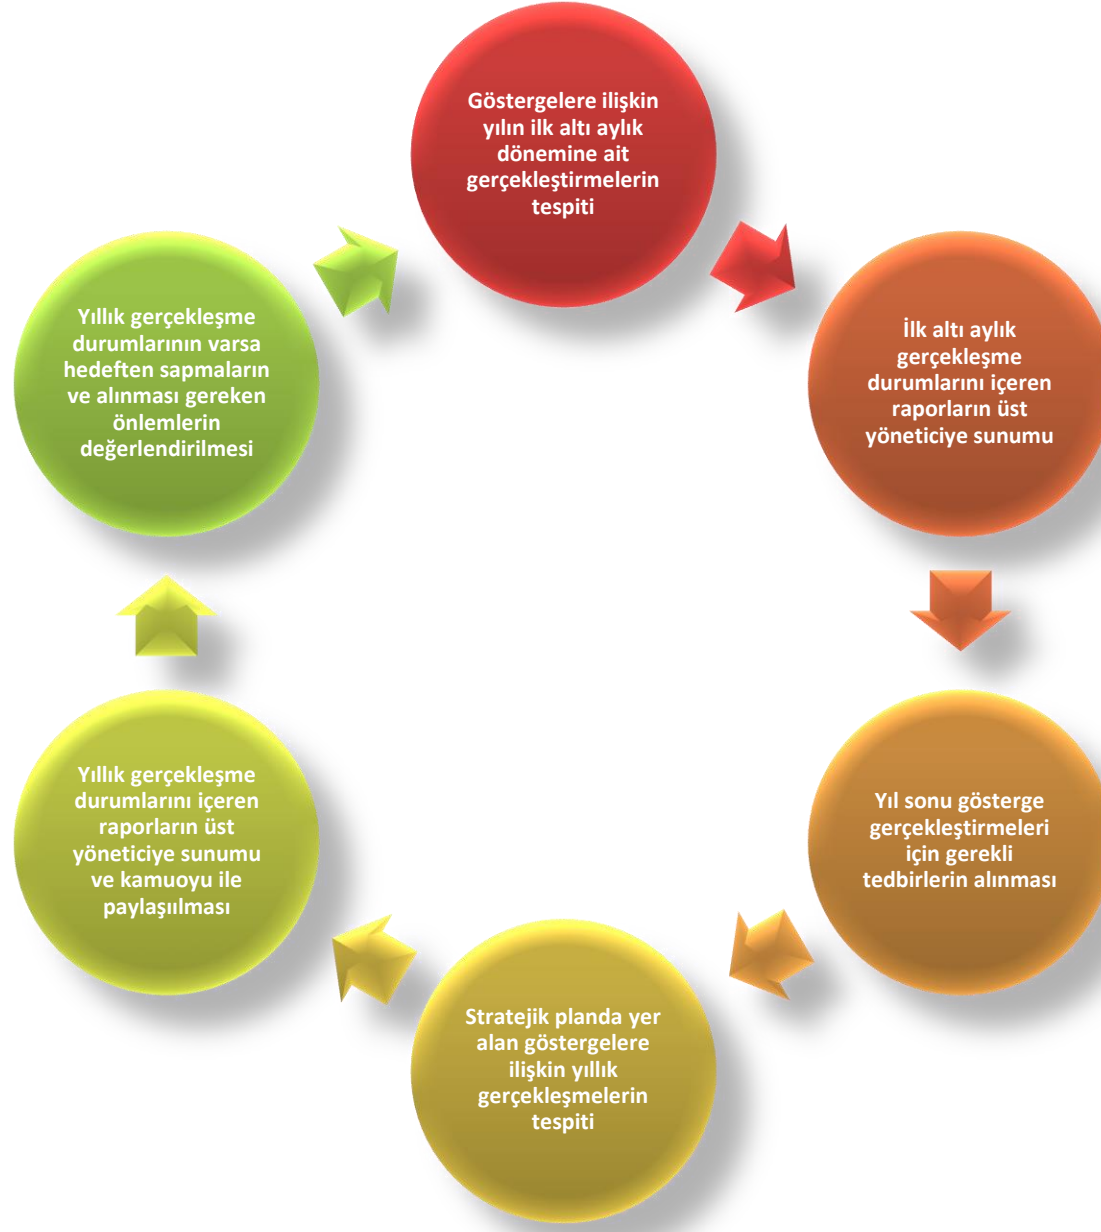 Göstergelere ilişkin
yılın ilk altı aylık
dönemine ait
gerçekleştirmelerin
tespiti
İlk altı aylık
gerçekleşme
durumlarını içeren
raporların üst
yöneticiye sunumu
Yıl sonu gösterge
gerçekleştirmeleri
için gerekli
tedbirlerin alınması
Stratejik planda yer
alan göstergelere
ilişkin yıllık
gerçekleşmelerin
tespiti
Yıllık gerçekleşme
durumlarını içeren
raporların üst
yöneticiye sunumu
ve kamuoyu ile
paylaşıılması
Yıllık gerçekleşme
durumlarının varsa
hedeften sapmaların
ve alınması gereken
önlemlerin
değerlendirilmesi